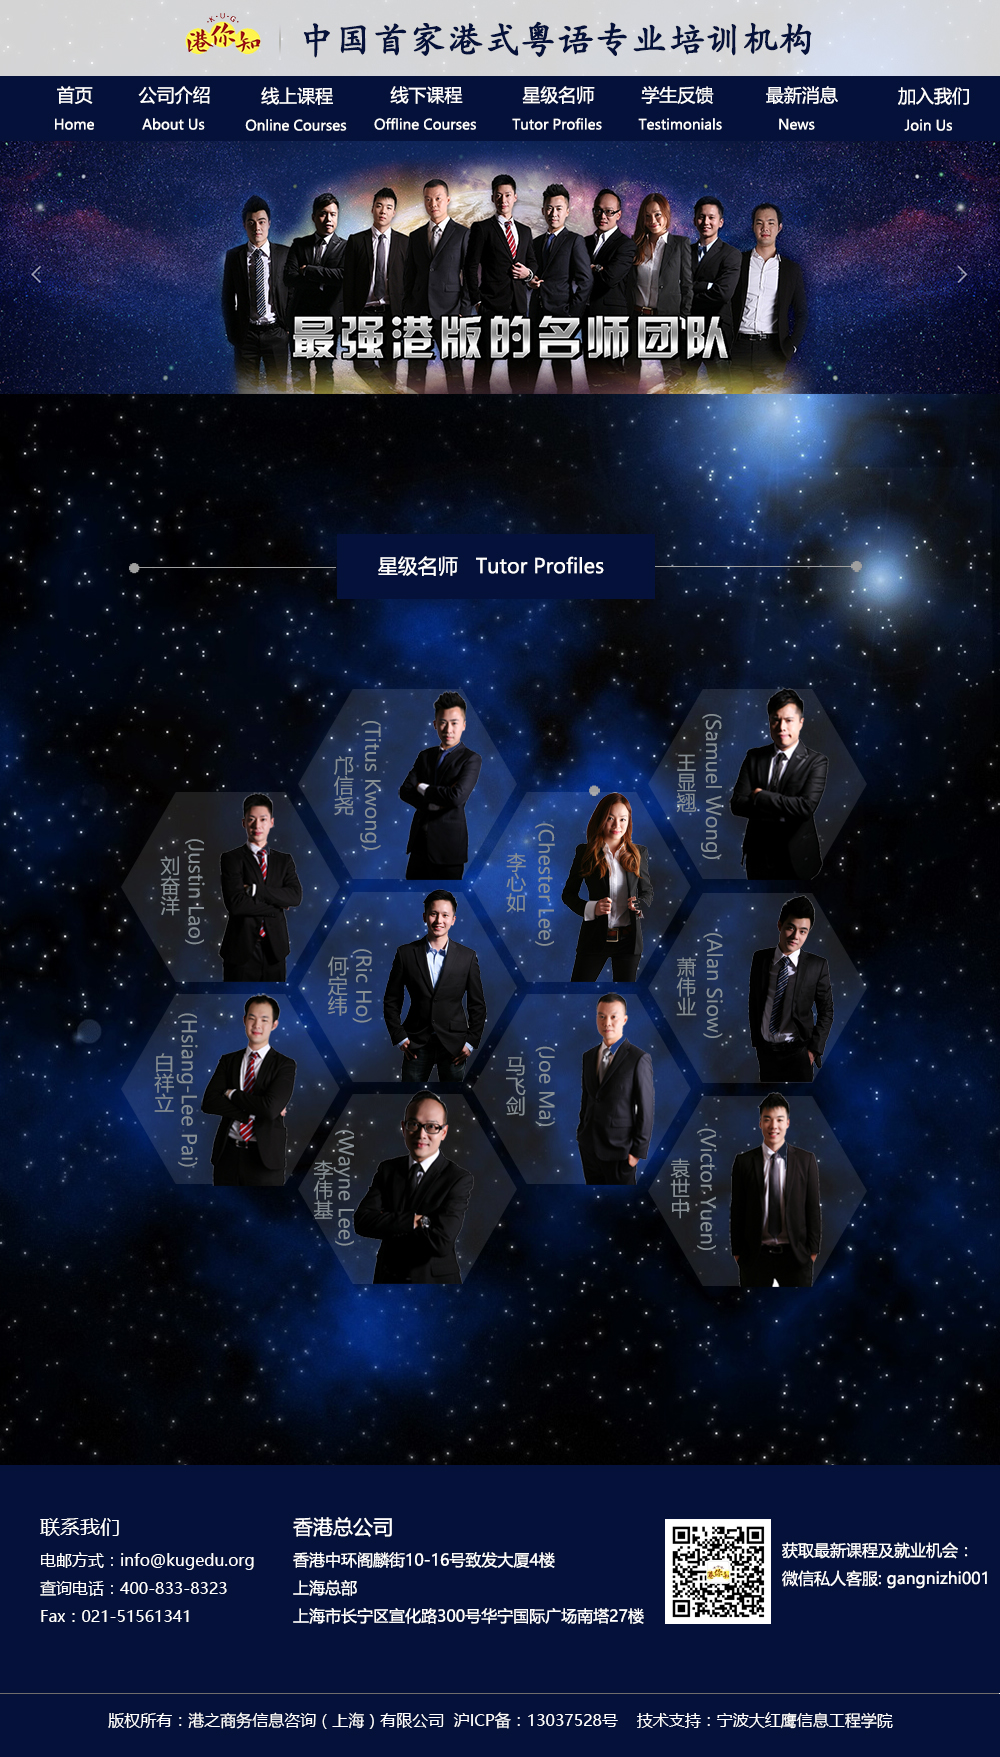 K·U·G
港你知
中国首家港式粤语专业培训机构
首页 公司介绍 线上课程 线下课程 星级名师 学生反馈 最新消息 加入我们
Home About Us Online Courses Offline Courses Tutor Profiles Testimonials News Join Us
最强港版的名师团队
星级名师 Tutor Profiles
邝信尧
(Titus Kwong)
王显翘
(Samuel Wong)
刘奋洋
(Justin Lao)
李心如
(Chester Lee)
何定纬
(Ric Ho)
萧伟业
(Alan Siow)
白祥立
(Hsiang-Lee Pai)
马飞剑
(Joe Ma)
李伟基
(Wayne Lee)
袁世中
(Victor Yuen)
联系我们
电邮方式：info@kugedu.org
查询电话：400-833-8323
Fax：021-51561341
香港总公司
香港中环阁麟街10-16号致发大厦4楼
上海总部
上海市长宁区宣化路300号华宁国际广场南塔27楼
港你知
获取最新课程及就业机会：
微信私人客服: gangnizhi001
版权所有：港之商务信息咨询（上海）有限公司 沪ICP备：13037528号 技术支持：宁波大红鹰信息工程学院